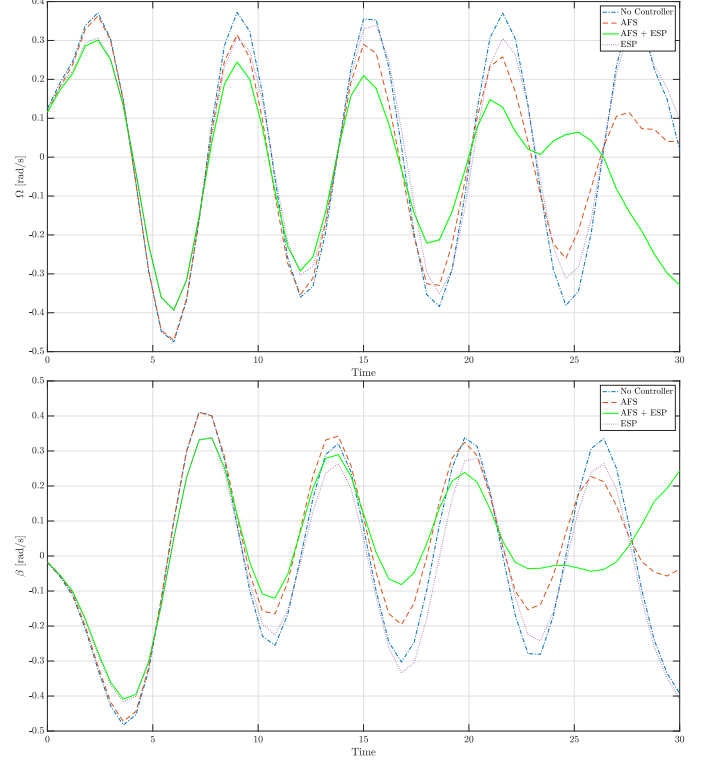 0.4
0.3
0.2
0.1
0
-0.1
-0.2
-0.3
-0.4
-0.5
Ω [rad/s]
No Controller
AFS
AFS + ESP
ESP
0 5 10 15 20 25 30
Time
0.5
0.4
0.3
0.2
0.1
0
-0.1
-0.2
-0.3
-0.4
-0.5
β [rad/s]
No Controller
AFS
AFS + ESP
ESP
0 5 10 15 20 25 30
Time